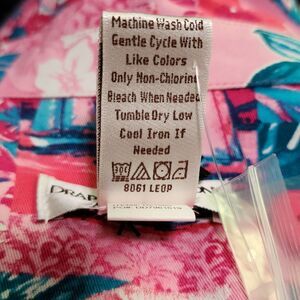 Machine Wash Cold
Gentle Cycle With
Like Colors
Only Non-Chlorine
Bleach When Needed
Tumble Dry Low
Cool Iron If
Needed
8061 LEOP
DRAP